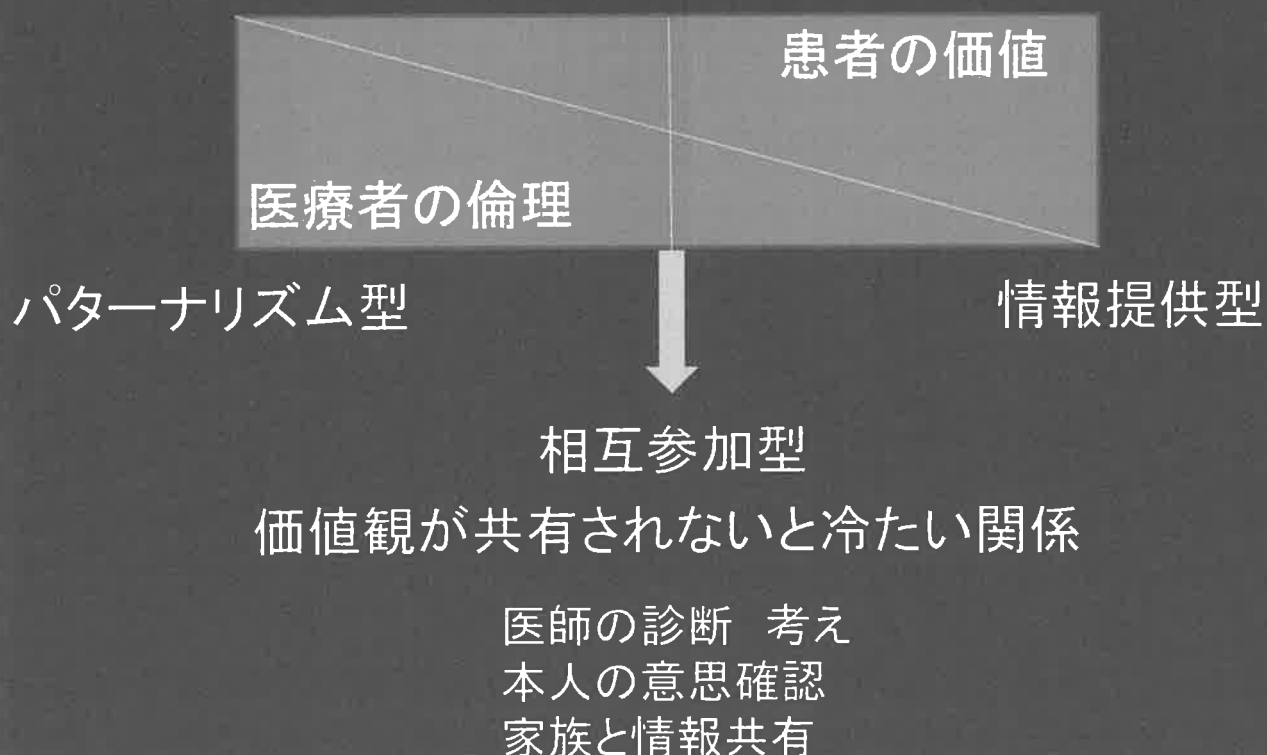 患者の価値
医療者の倫理
パターナリズム型
情報提供型
相互参加型
価値観が共有されないと冷たい関係
医師の診断 考え
本人の意思確認
家族と情報共有